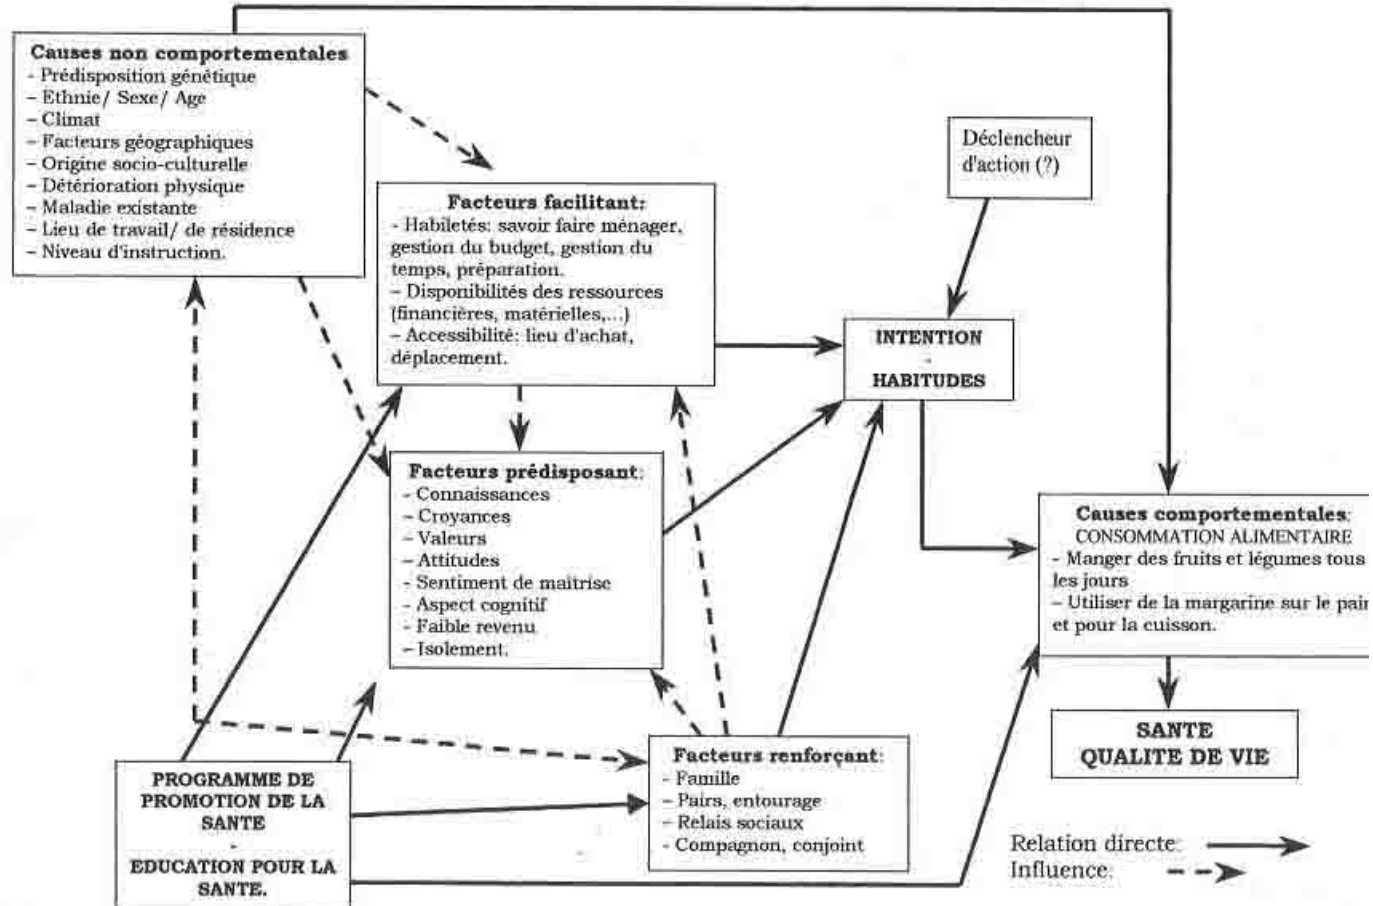 Causes non comportementales
- Prédisposition génétique
– Ethnie/ Sexe/ Age
– Climat
– Facteurs géographiques
– Origine socio-culturelle
– Détérioration physique
– Maladie existante
– Lieu de travail/ de résidence
– Niveau d'instruction.
Déclencheur
d'action (?)
Facteurs facilitant:
- Habiletés: savoir faire ménager,
gestion du budget, gestion du
temps, préparation.
– Disponibilités des ressources
(financières, matérielles,...)
– Accessibilité: lieu d'achat,
déplacement.
INTENTION
-
HABITUDES
Facteurs prédisposant:
- Connaissances
– Croyances
– Valeurs
– Attitudes
- Sentiment de maîtrise
- Aspect cognitif
- Faible revenu
– Isolement.
Causes comportementales:
CONSOMMATION ALIMENTAIRE
- Manger des fruits et légumes tous
les jours
– Utiliser de la margarine sur le pain
et pour la cuisson.
SANTE
QUALITE DE VIE
Facteurs renforçant:
- Famille
– Pairs, entourage
– Relais sociaux
– Compagnon, conjoint
PROGRAMME DE
PROMOTION DE LA
SANTE
-
EDUCATION POUR LA
SANTE.
Relation directe:
Influence: